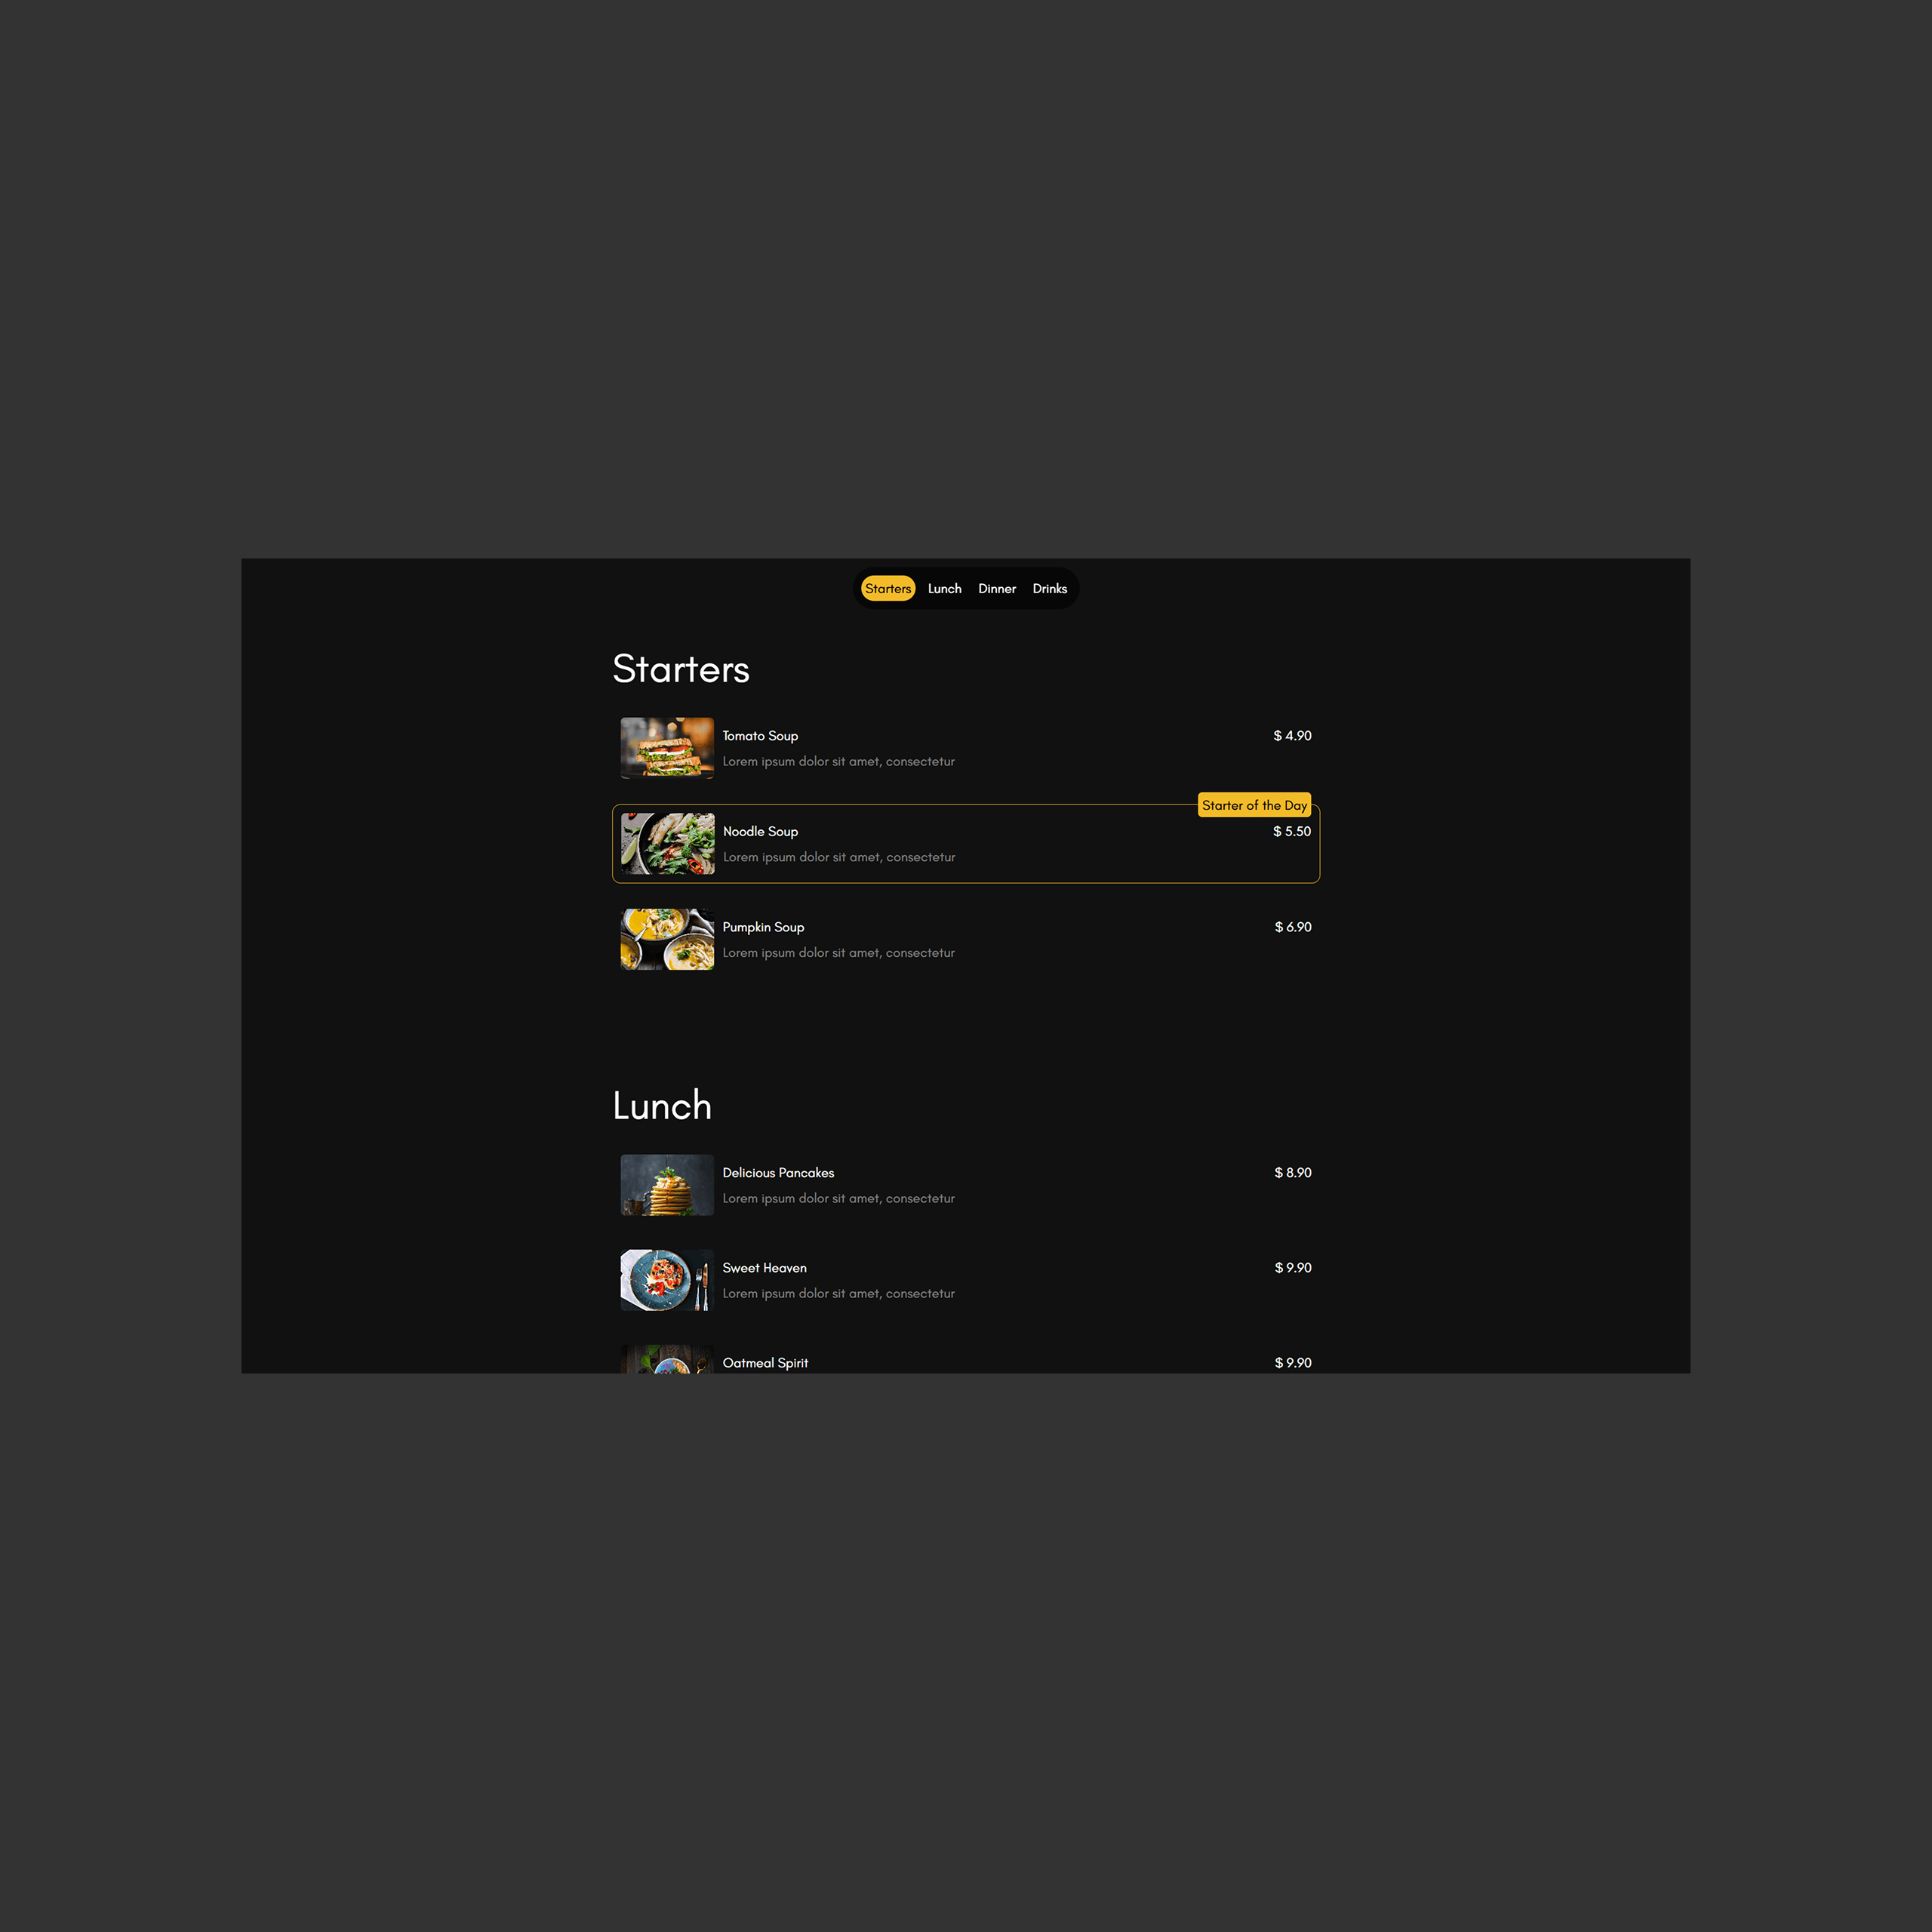 Starters Lunch Dinner Drinks
Starters
Tomato Soup $ 4.90
Lorem ipsum dolor sit amet, consectetur
Starter of the Day
Noodle Soup $ 5.50
Lorem ipsum dolor sit amet, consectetur
Pumpkin Soup $ 6.90
Lorem ipsum dolor sit amet, consectetur
Lunch
Delicious Pancakes $ 8.90
Lorem ipsum dolor sit amet, consectetur
Sweet Heaven $ 9.90
Lorem ipsum dolor sit amet, consectetur
Oatmeal Spirit $ 9.90